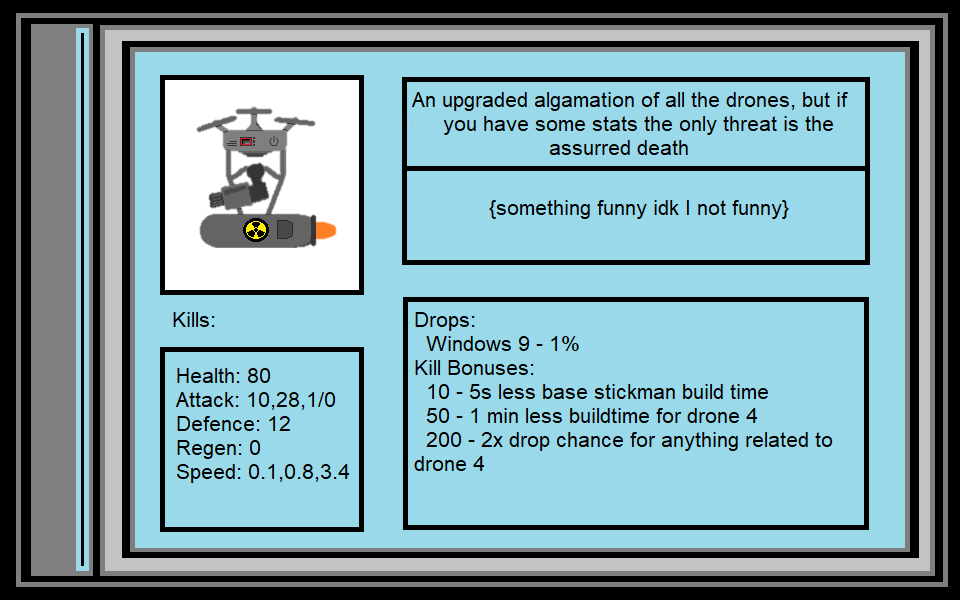 An upgraded algamation of all the drones, but if
you have some stats the only threat is the
assurred death
{something funny idk I not funny}
Kills:
Health: 80
Attack: 10,28,1/0
Defence: 12
Regen: 0
Speed: 0.1,0.8,3.4
Drops:
Windows 9 - 1%
Kill Bonuses:
10 - 5s less base stickman build time
50 - 1 min less buildtime for drone 4
200 - 2x drop chance for anything related to
drone 4